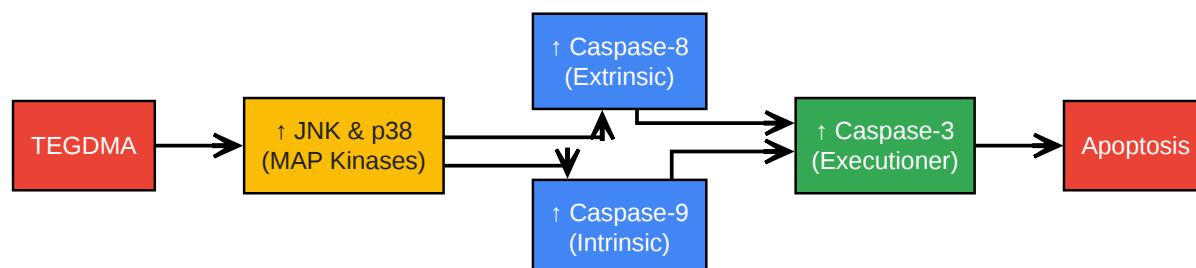 TEGDMA
↑ JNK & p38
(MAP Kinases)
↑ Caspase-8
(Extrinsic)
↑ Caspase-9
(Intrinsic)
↑ Caspase-3
(Executioner)
Apoptosis